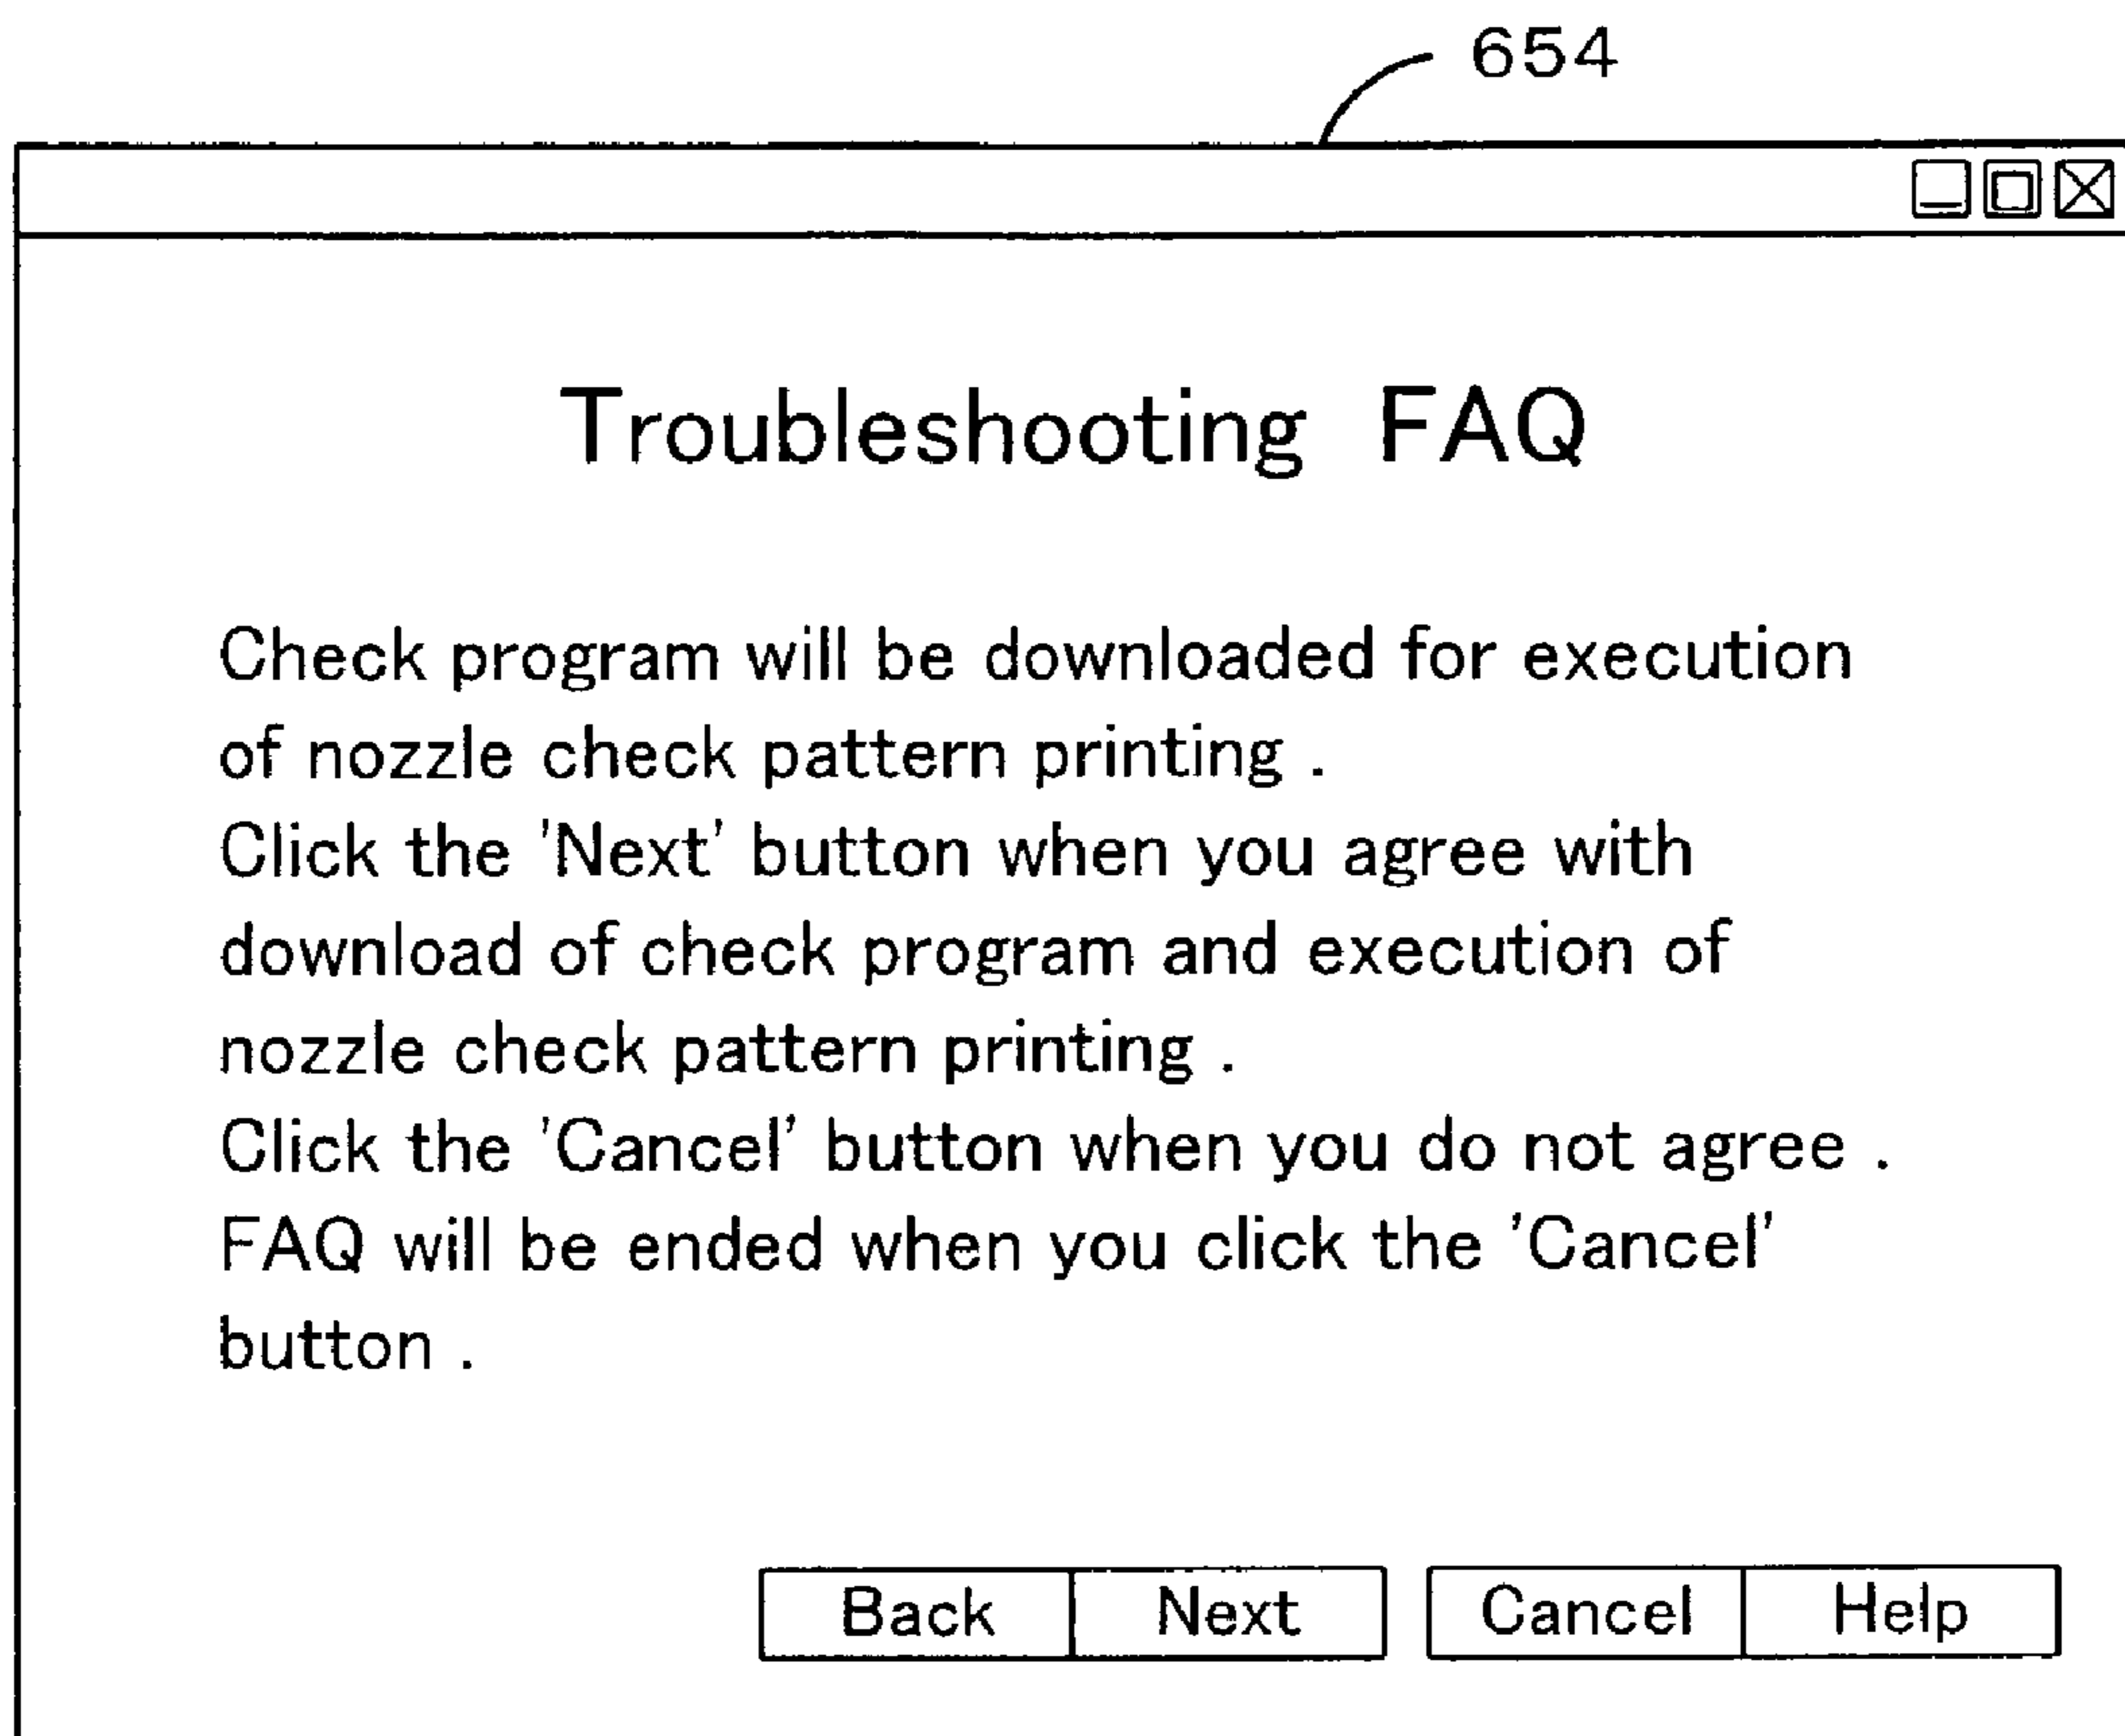 654
Troubleshooting FAQ
Check program will be downloaded for execution
of nozzle check pattern printing .
Click the 'Next' button when you agree with
download of check program and execution of
nozzle check pattern printing .
Click the 'Cancel' button when you do not agree .
FAQ will be ended when you click the 'Cancel'
button .
Back Next Cancel Help